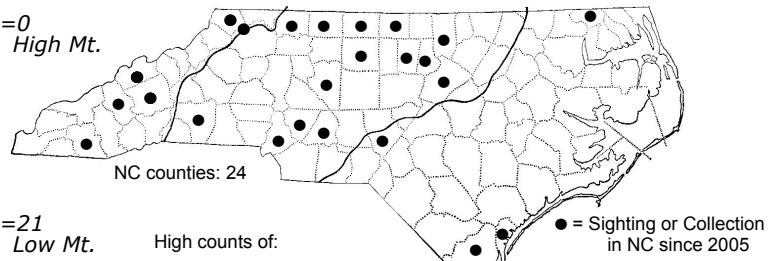 =0
High Mt.
NC counties: 24
=21
Low Mt.
High counts of:
= Sighting or Collection
in NC since 2005